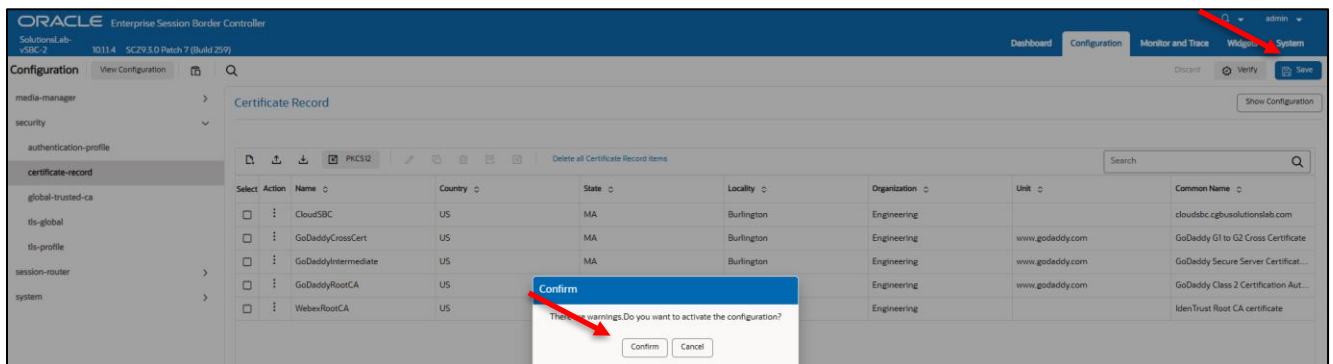 ORACLE Enterprise Session Border Controller
admin
SolutionsLab-
vSBC-2 10.1.1.4 SCZ9.3.0 Patch 7 (Build 259)
Dashboard Configuration Monitor and Trace Widgets System
Configuration View Configuration Discard Verify Save
media-manager
Certificate Record
Show Configuration
security
authentication-profile
PKCS12 Delete all Certificate Record items Search
certificate-record
Select Action Name Country State Locality Organization Unit Common Name
global-trusted-ca
CloudSBC US MA Burlington Engineering cloudsbc.cgbusolutionslab.com
tls-global
GoDaddyCrossCert US MA Burlington Engineering www.godaddy.com GoDaddy G1 to G2 Cross Certificate
tls-profile
GoDaddyIntermediate US MA Burlington Engineering www.godaddy.com GoDaddy Secure Server Certificat...
session-router
GoDaddyRootCA US Engineering www.godaddy.com GoDaddy Class 2 Certification Aut...
system
WebexRootCA US Engineering IdenTrust Root CA certificate
Confirm
There warnings.Do you want to activate the configuration?
Confirm Cancel